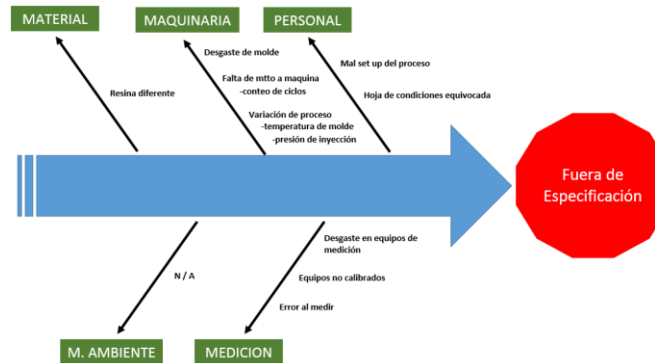 MATERIAL
MAQUINARIA
PERSONAL
Desgaste de molde
Mal set up del proceso
Falta de mtto a maquina
-conteo de ciclos
Resina diferente
Hoja de condiciones equivocada
Variación de proceso
-temperatura de molde
-presión de inyección
Fuera de
Especificación
Desgaste en equipos de
medición
N / A
Equipos no calibrados
Error al medir
M. AMBIENTE
MEDICION